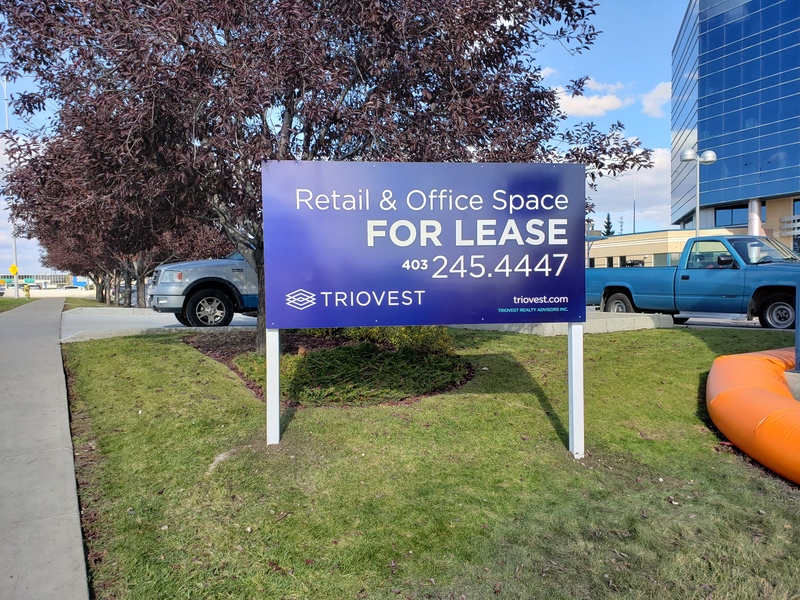 Retail & Office Space
FOR LEASE
403 245.4447
TRIOVEST
triovest.com
TRIOVEST REALTY ADVISORS INC.